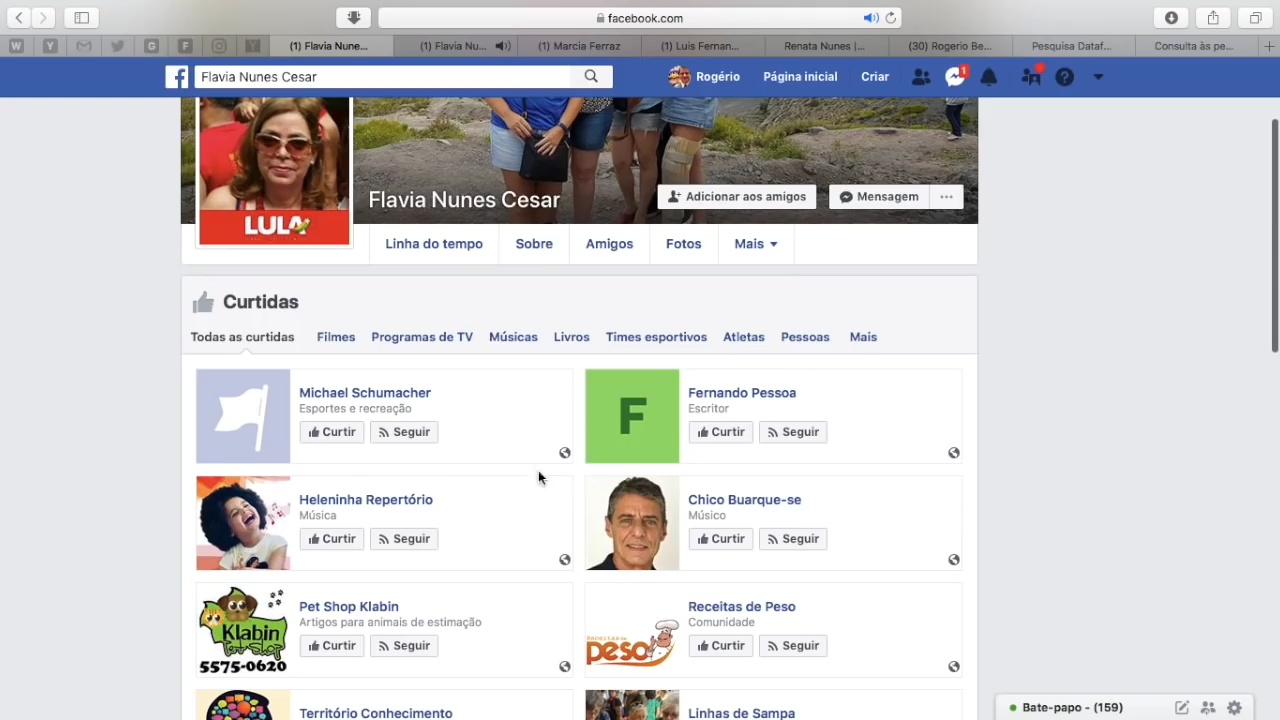 facebook.com
(1) Flavia Nune...
(1) Flavia Nu...
(1) Marcia Ferraz
(1) Luis Fernan...
Renata Nunes |...
(30) Rogerio Be...
Pesquisa Dataf...
Consulta às pe...
Flavia Nunes Cesar
Rogério
Página inicial
Criar
1
Flavia Nunes Cesar
Adicionar aos amigos
Mensagem
LULA
Linha do tempo
Sobre
Amigos
Fotos
Mais
Curtidas
Todas as curtidas
Filmes
Programas de TV
Músicas
Livros
Times esportivos
Atletas
Pessoas
Mais
Michael Schumacher
Esportes e recreação
Curtir
Seguir
F
Fernando Pessoa
Escritor
Curtir
Seguir
Heleninha Repertório
Música
Curtir
Seguir
Chico Buarque-se
Músico
Curtir
Seguir
Klabin
Pet Shop
5575-0620
Pet Shop Klabin
Artigos para animais de estimação
Curtir
Seguir
peso
Receitas de Peso
Comunidade
Curtir
Seguir
Território Conhecimento
Linhas de Sampa
Bate-papo - (159)